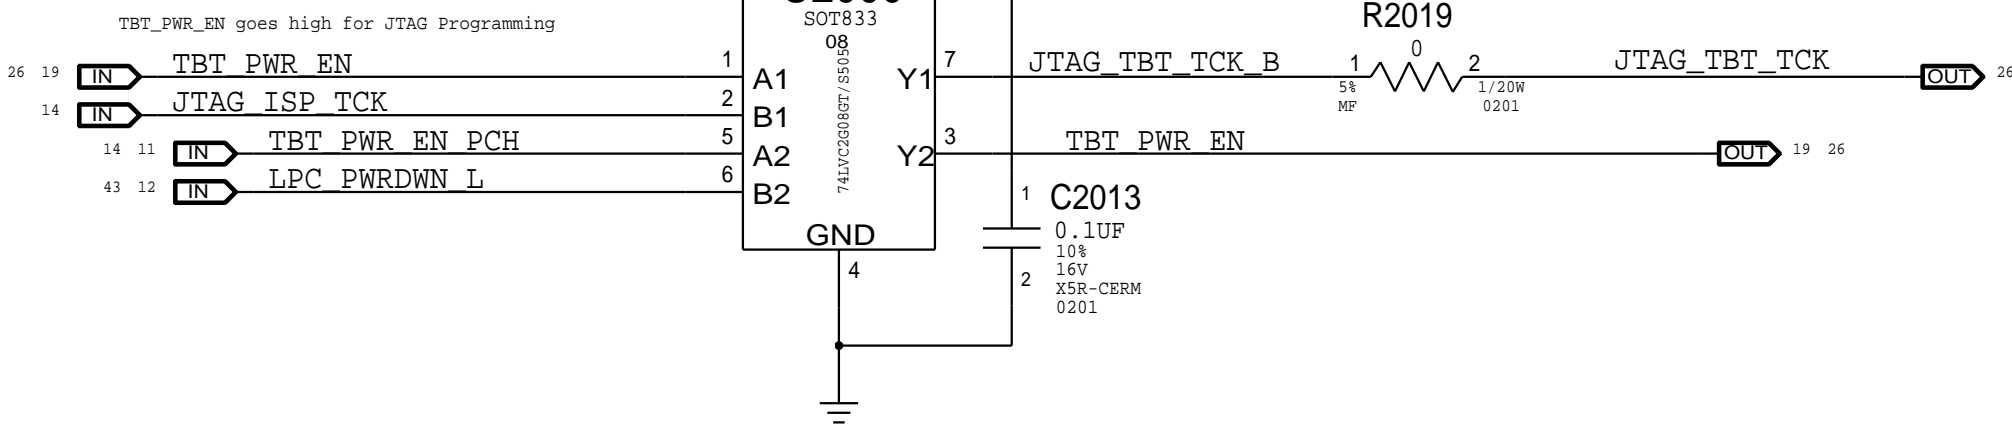 SOT833
R2019
TBT_PWR_EN goes high for JTAG Programming
08
74LVC2G08GT/S505
26 19 IN TBT_PWR_EN 1 A1 Y1 7 JTAG_TBT_TCK_B 1 0 2 JTAG_TBT_TCK OUT 26
5% 1/20W
MF 0201
14 IN JTAG_ISP_TCK 2 B1
14 11 IN TBT_PWR_EN_PCH 5 A2 Y2 3 TBT_PWR_EN OUT 19 26
43 12 IN LPC_PWRDWN_L 6 B2
GND
4
1 C2013
0.1UF
10%
16V
2 X5R-CERM
0201